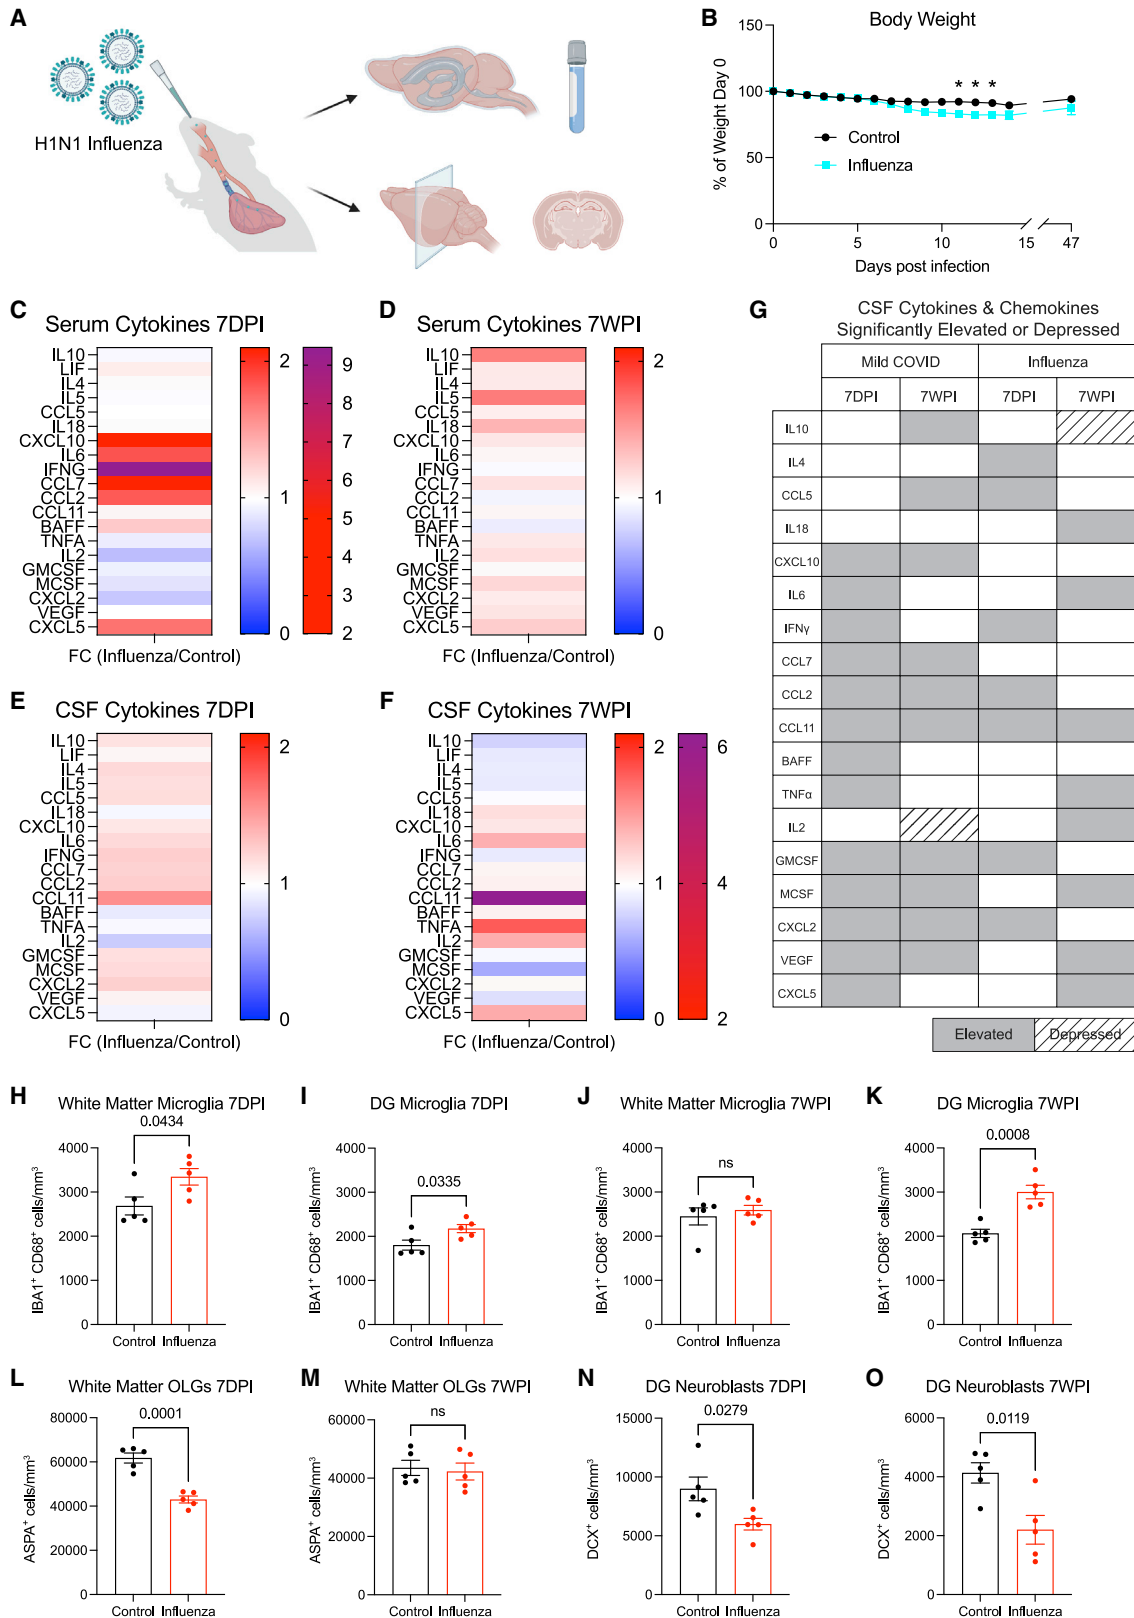 A
H1N1 Influenza
B
Body Weight
% of Weight Day 0
150
100
50
0
* * *
Control
Influenza
0 5 10 15 47
Days post infection
C
Serum Cytokines 7DPI
IL10
LIF
IL4
IL5
CCL5
IL18
CXCL10
IL6
IFNG
CCL7
CCL2
CCL11
BAFF
TNFA
IL2
GMCSF
MCSF
CXCL2
VEGF
CXCL5
FC (Influenza/Control)
2
1
0
9
8
7
6
5
4
3
2
D
Serum Cytokines 7WPI
IL10
LIF
IL4
IL5
CCL5
IL18
CXCL10
IL6
IFNG
CCL7
CCL2
CCL11
BAFF
TNFA
IL2
GMCSF
MCSF
CXCL2
VEGF
CXCL5
FC (Influenza/Control)
2
1
0
E
CSF Cytokines 7DPI
IL10
LIF
IL4
IL5
CCL5
IL18
CXCL10
IL6
IFNG
CCL7
CCL2
CCL11
BAFF
TNFA
IL2
GMCSF
MCSF
CXCL2
VEGF
CXCL5
FC (Influenza/Control)
2
1
0
F
CSF Cytokines 7WPI
IL10
LIF
IL4
IL5
CCL5
IL18
CXCL10
IL6
IFNG
CCL7
CCL2
CCL11
BAFF
TNFA
IL2
GMCSF
MCSF
CXCL2
VEGF
CXCL5
FC (Influenza/Control)
2
1
0
6
4
2
G
CSF Cytokines & Chemokines
Significantly Elevated or Depressed
Mild COVID Influenza
7DPI 7WPI 7DPI 7WPI
IL10
IL4
CCL5
IL18
CXCL10
IL6
IFNγ
CCL7
CCL2
CCL11
BAFF
TNFα
IL2
GMCSF
MCSF
CXCL2
VEGF
CXCL5
Elevated Depressed
H
White Matter Microglia 7DPI
0.0434
IBA1⁺ CD68⁺ cells/mm³
4000
3000
2000
1000
0
Control Influenza
I
DG Microglia 7DPI
0.0335
IBA1⁺ CD68⁺ cells/mm³
4000
3000
2000
1000
0
Control Influenza
J
White Matter Microglia 7WPI
ns
IBA1⁺ CD68⁺ cells/mm³
4000
3000
2000
1000
0
Control Influenza
K
DG Microglia 7WPI
0.0008
IBA1⁺ CD68⁺ cells/mm³
4000
3000
2000
1000
0
Control Influenza
L
White Matter OLGs 7DPI
0.0001
ASPA⁺ cells/mm³
80000
60000
40000
20000
0
Control Influenza
M
White Matter OLGs 7WPI
ns
ASPA⁺ cells/mm³
60000
40000
20000
0
Control Influenza
N
DG Neuroblasts 7DPI
0.0279
DCX⁺ cells/mm³
15000
10000
5000
0
Control Influenza
O
DG Neuroblasts 7WPI
0.0119
DCX⁺ cells/mm³
6000
4000
2000
0
Control Influenza